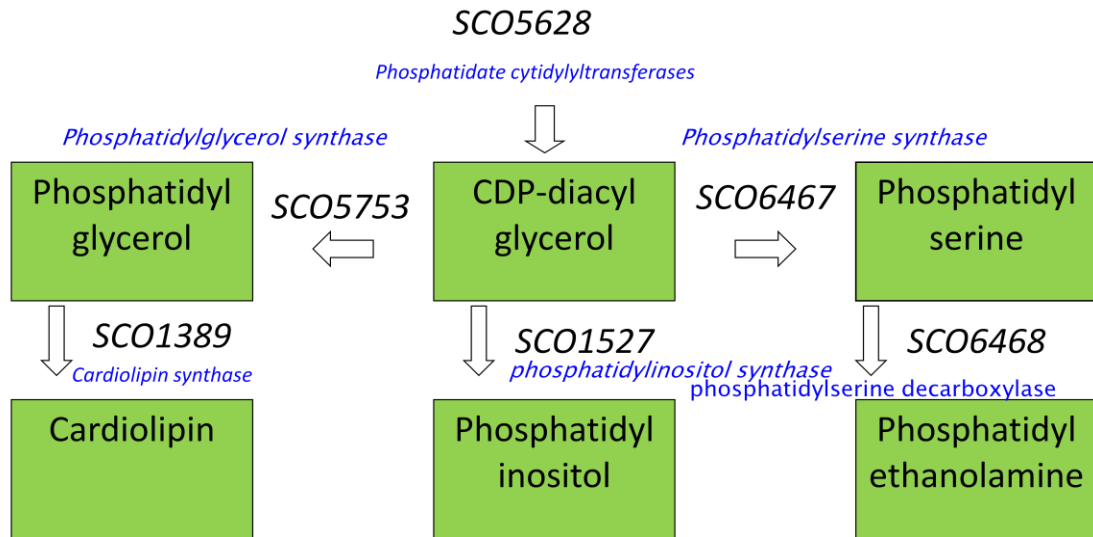 SCO5628
Phosphatidate cytidylyltransferases
Phosphatidylglycerol synthase
Phosphatidylserine synthase
Phosphatidyl
glycerol
SCO5753
CDP-diacyl
glycerol
SCO6467
Phosphatidyl
serine
SCO1389
Cardiolipin synthase
SCO1527
phosphatidylinositol synthase
SCO6468
phosphatidylserine decarboxylase
Cardiolipin
Phosphatidyl
inositol
Phosphatidyl
ethanolamine